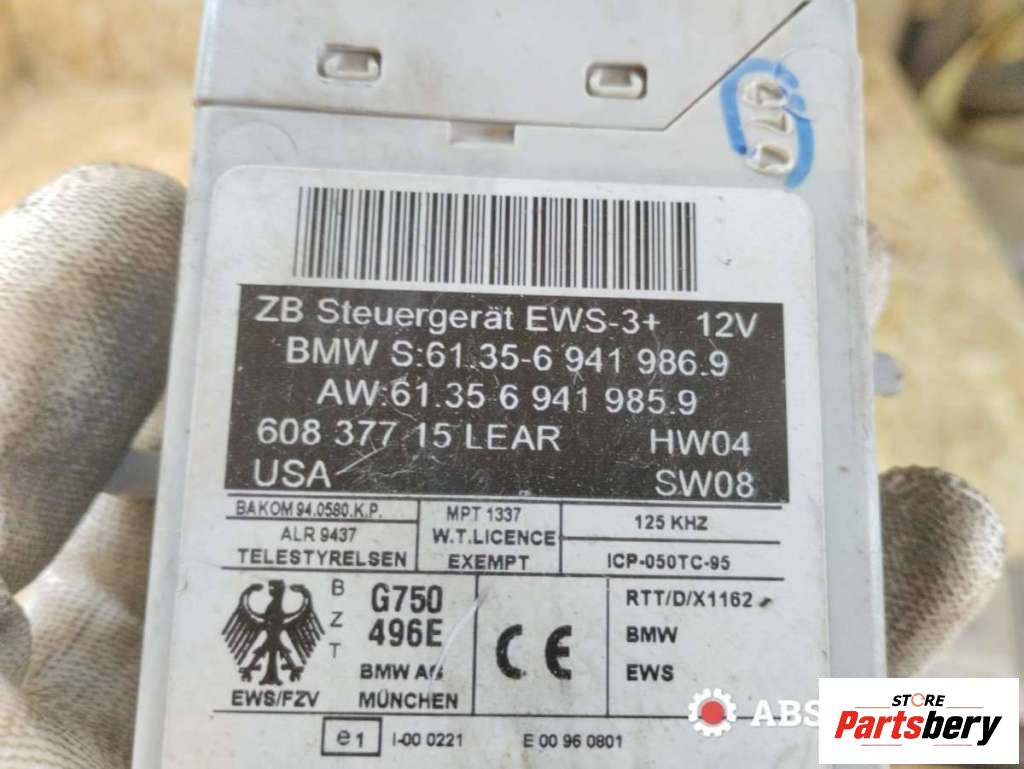 ZB Steuergerät EWS-3+ 12V
BMW S:61.35-6 941 986.9
AW:61.35 6 941 985.9
608 377 15 LEAR HW04
USA SW08
BAKOM 94.0580.K.P.
ALR 9437
TELESTYRELSEN
MPT 1337
W.T.LICENCE
EXEMPT
125 KHZ
ICP-050TC-95
BZT
G750
496E
BMW AG
MÜNCHEN
EWS/FZV
CE
RTT/D/X1162
BMW
EWS
e1 I-00 0221 E 00 96 0801
ABS
STORE
Partsbery